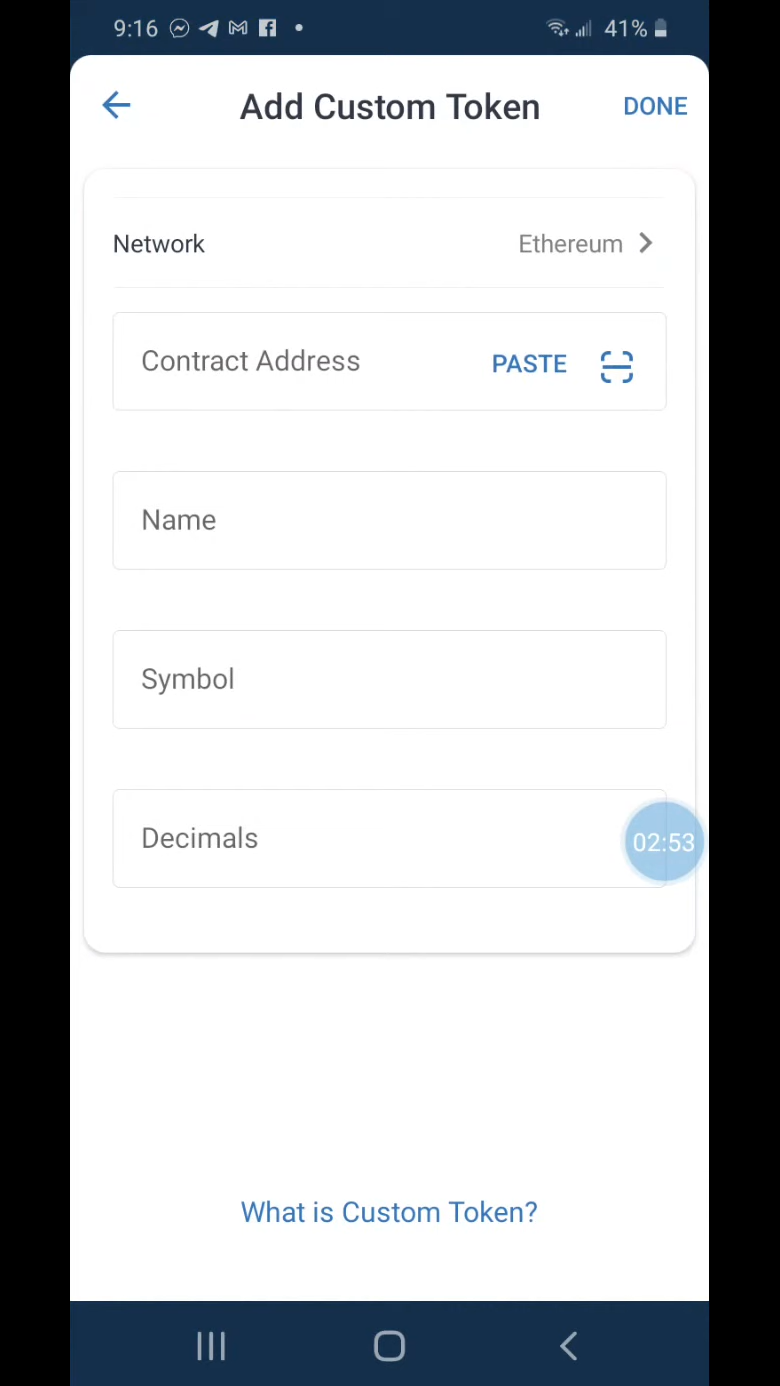 9:16 41%
Add Custom Token DONE
Network Ethereum
Contract Address PASTE
Name
Symbol
Decimals
02:53
What is Custom Token?